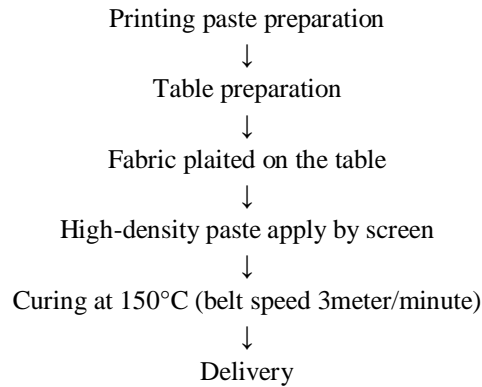 Printing paste preparation
↓
Table preparation
↓
Fabric plaited on the table
↓
High-density paste apply by screen
↓
Curing at 150°C (belt speed 3meter/minute)
↓
Delivery